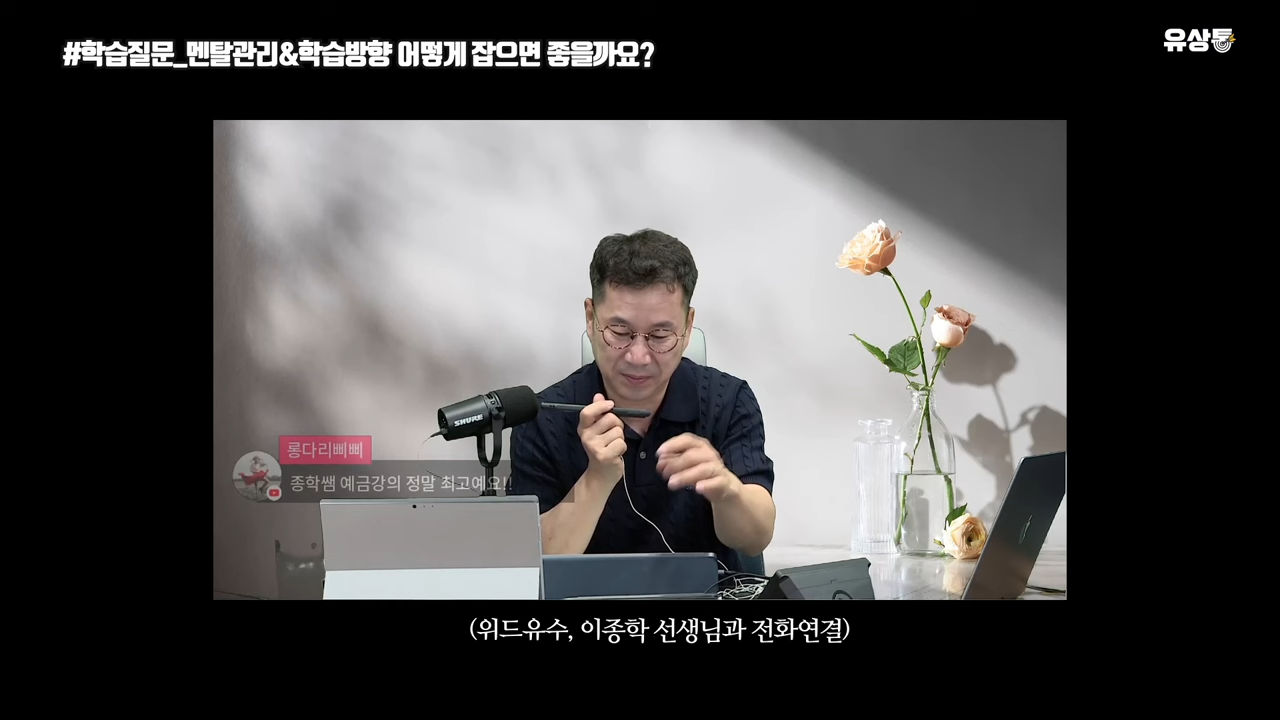 #학습질문_멘탈관리&학습방향 어떻게 잡으면 좋을까요?
유상투
SHURE
롱다리삐삐
종학쌤 예금강의 정말 최고예요!!
(위드유수, 이종학 선생님과 전화연결)